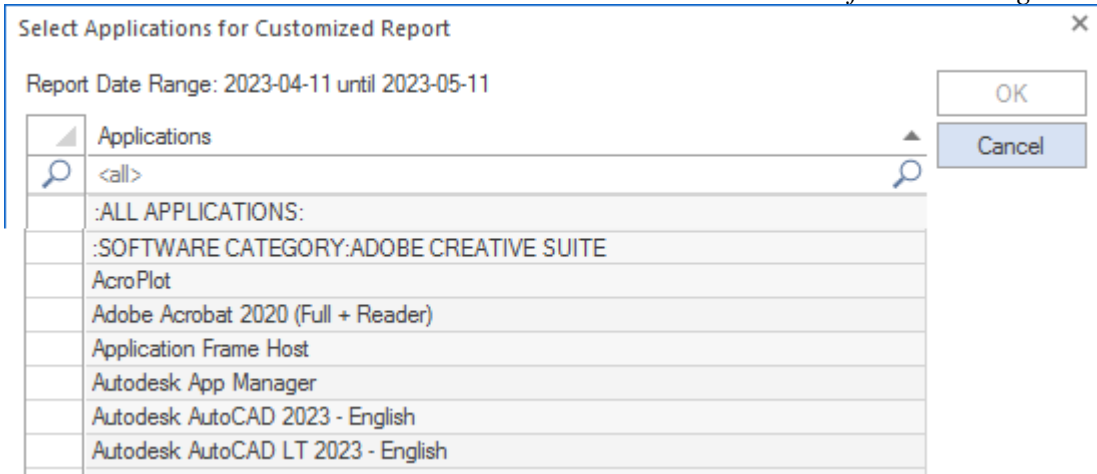 Select Applications for Customized Report
Report Date Range: 2023-04-11 until 2023-05-11
OK
Cancel
Applications
<all>
:ALL APPLICATIONS:
:SOFTWARE CATEGORY:ADOBE CREATIVE SUITE
AcroPlot
Adobe Acrobat 2020 (Full + Reader)
Application Frame Host
Autodesk App Manager
Autodesk AutoCAD 2023 - English
Autodesk AutoCAD LT 2023 - English